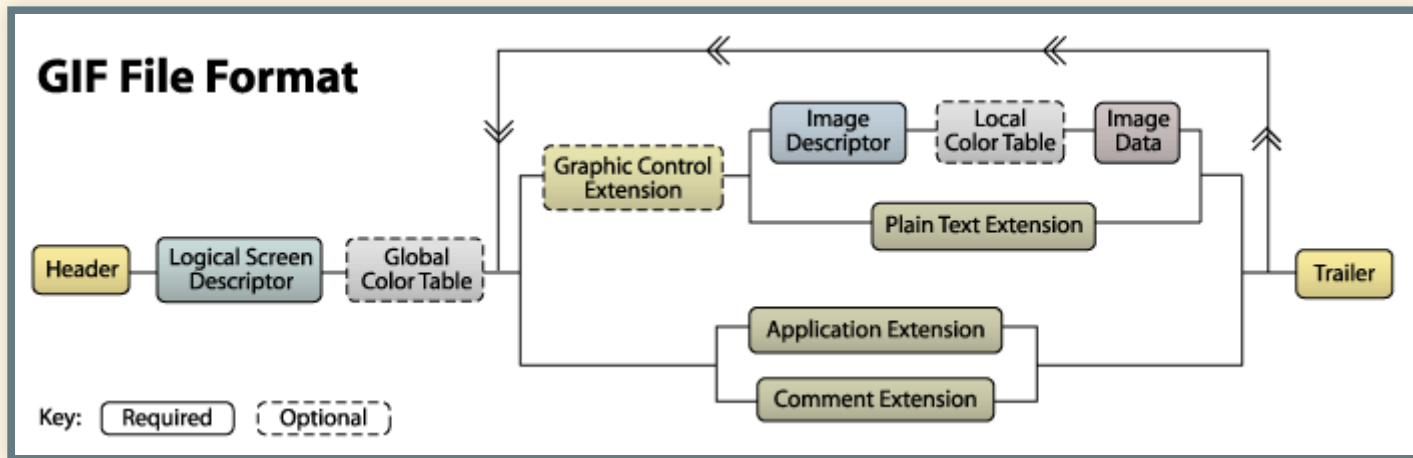 GIF File Format
Image
Descriptor
Local
Color Table
Image
Data
Graphic Control
Extension
Plain Text Extension
Header
Logical Screen
Descriptor
Global
Color Table
Trailer
Application Extension
Comment Extension
Key: Required Optional